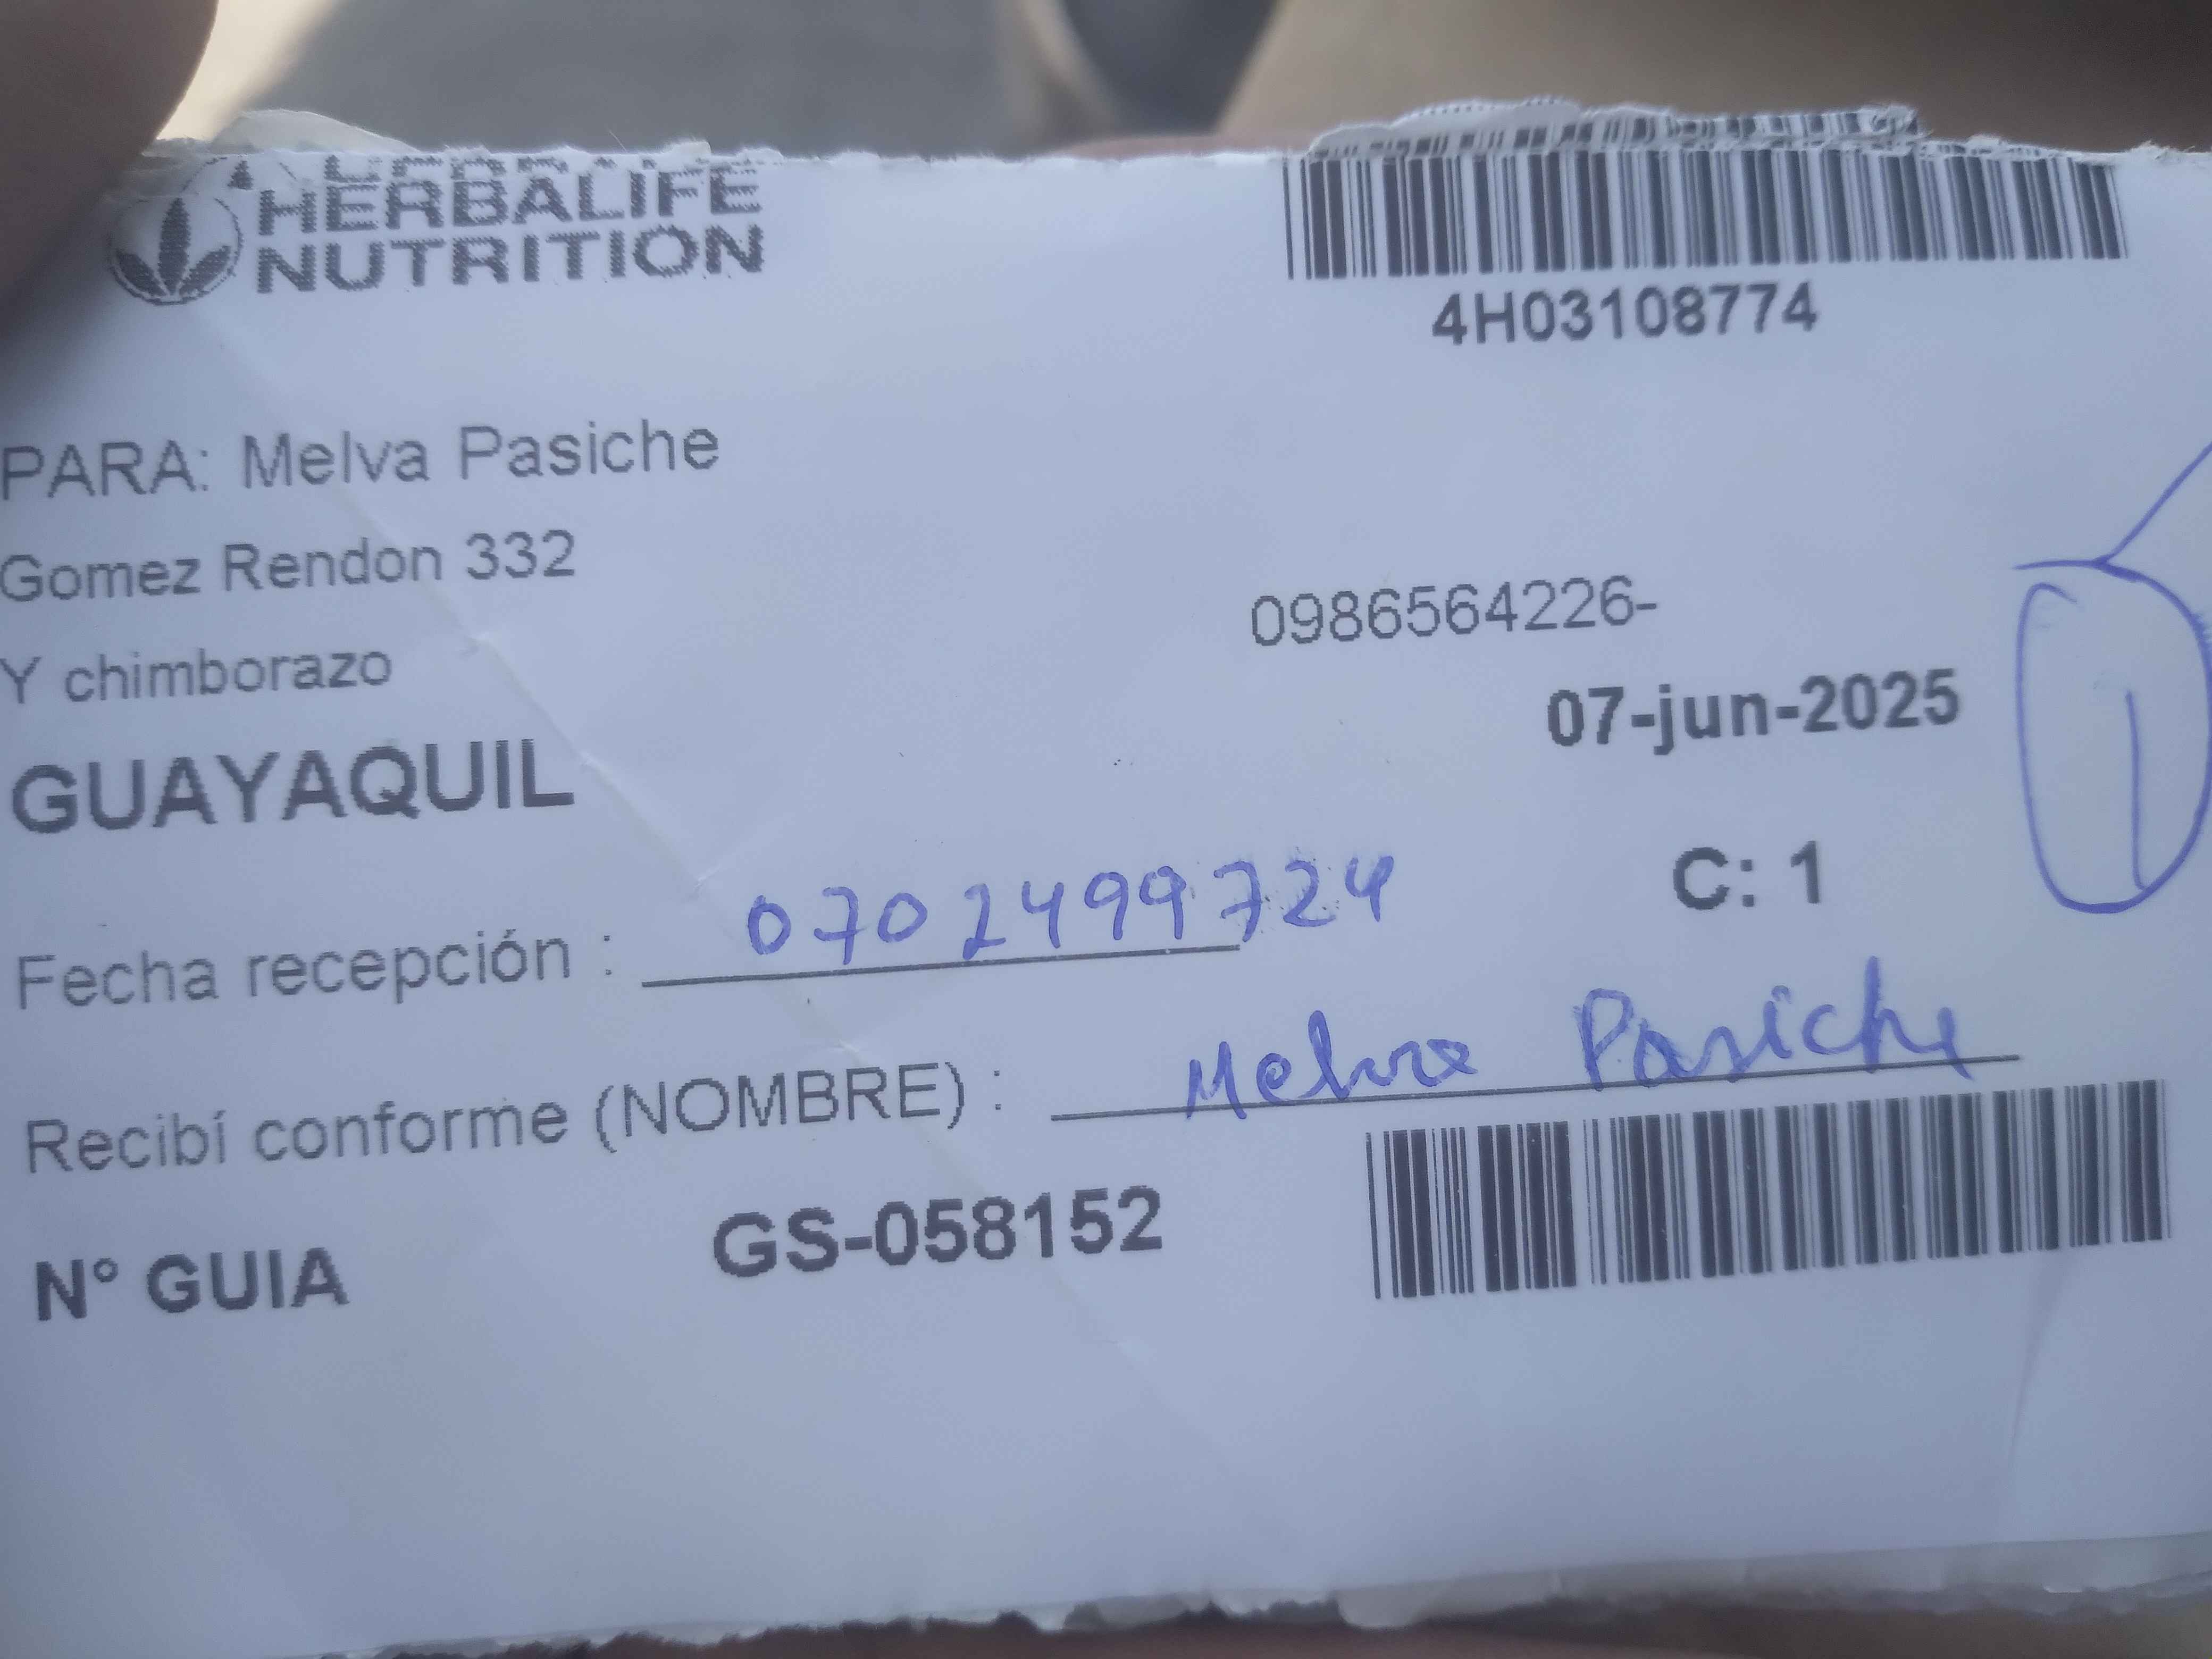 HERBALIFE
NUTRITION
4H03108774
PARA: Melva Pasiche
Gomez Rendon 332
0986564226-
Y chimborazo
07-jun-2025
GUAYAQUIL
C: 1
Fecha recepción : 0702499724
Recibí conforme (NOMBRE) : Melva Pasiche
N° GUIA GS-058152